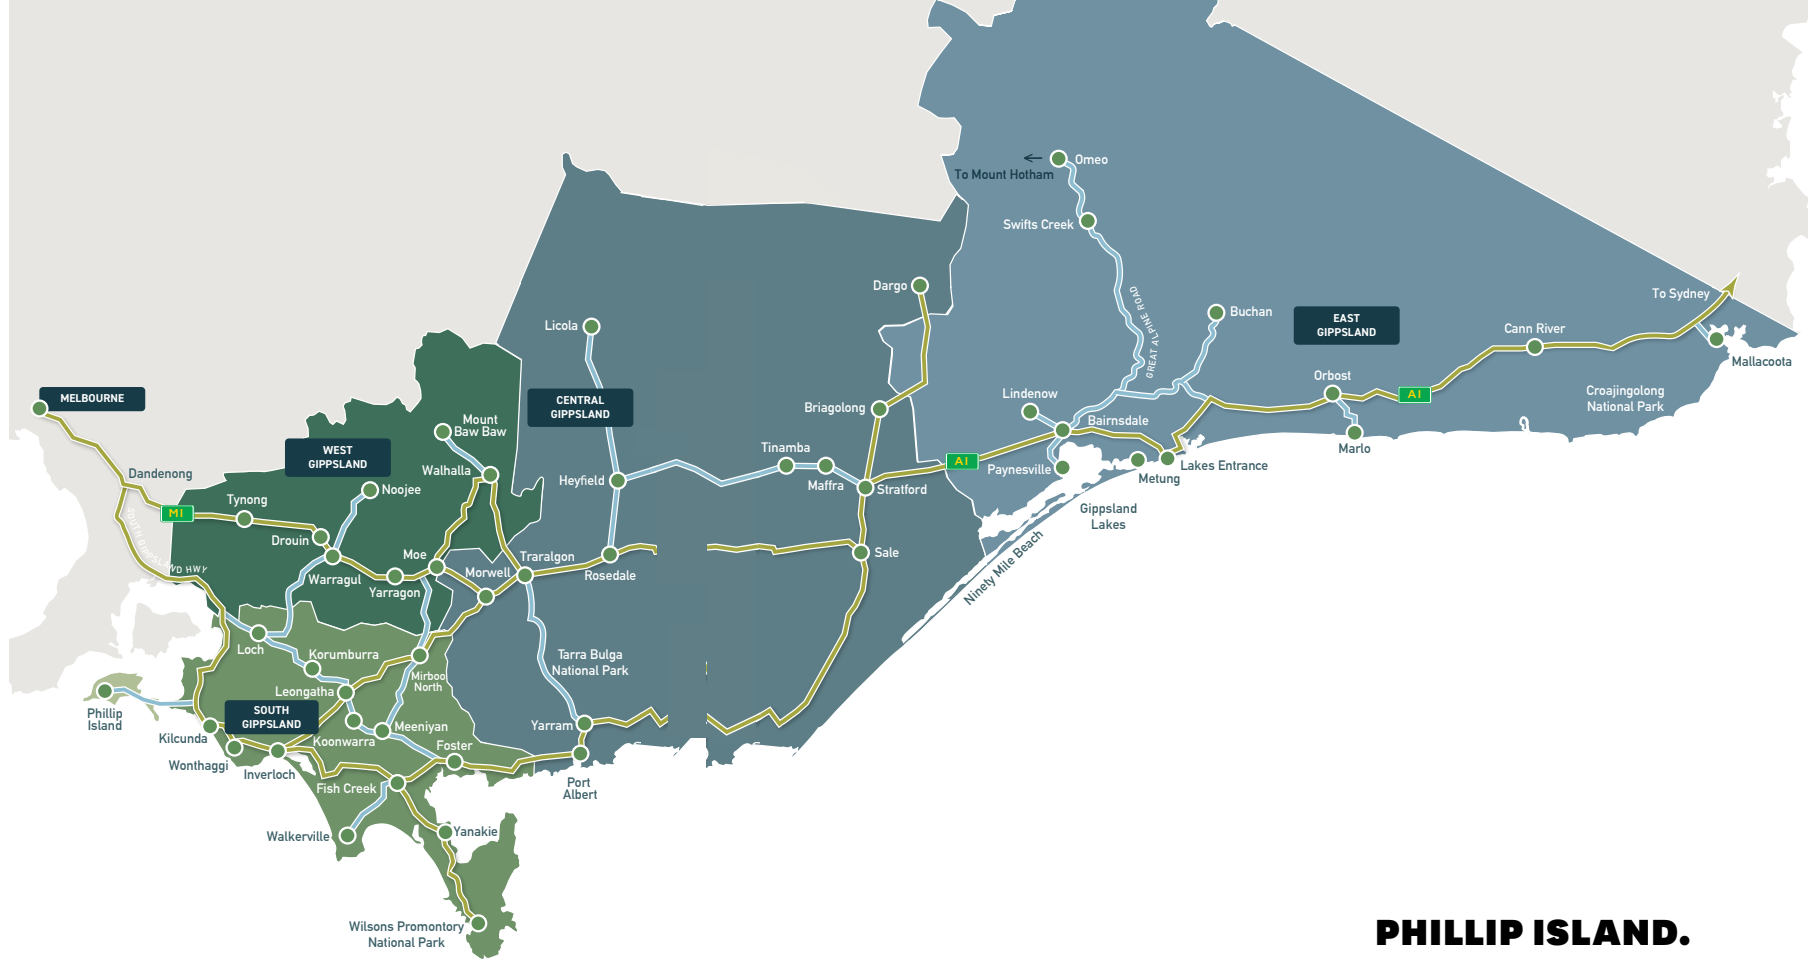 Omeo
To Mount Hotham
Swifts Creek
Dargo
To Sydney
GREAT ALPINE ROAD
Buchan
EAST
GIPPSLAND
Licola
Cann River
Mallacoota
MELBOURNE
CENTRAL
GIPPSLAND
Lindenow
Orbost
A1
Croajingolong
National Park
Briagolong
Mount
Baw Baw
Bairnsdale
WEST
GIPPSLAND
Tinamba
Marlo
Dandenong
Walhalla
A1
Paynesville
Lakes Entrance
Metung
Heyfield
Maffra
Stratford
Noojee
Tynong
M1
Gippsland
Lakes
SOUTH GIPPSLAND HWY
Drouin
Moe
Traralgon
Sale
Ninety Mile Beach
Warragul
Morwell
Rosedale
Yarragon
Loch
Korumburra
Tarra Bulga
National Park
Mirboo
North
Leongatha
Phillip
Island
SOUTH
GIPPSLAND
Yarram
Meeniyan
Kilcunda
Koonwarra
Foster
Wonthaggi
Inverloch
Fish Creek
Port
Albert
Walkerville
Yanakie
Wilsons Promontory
National Park
PHILLIP ISLAND.